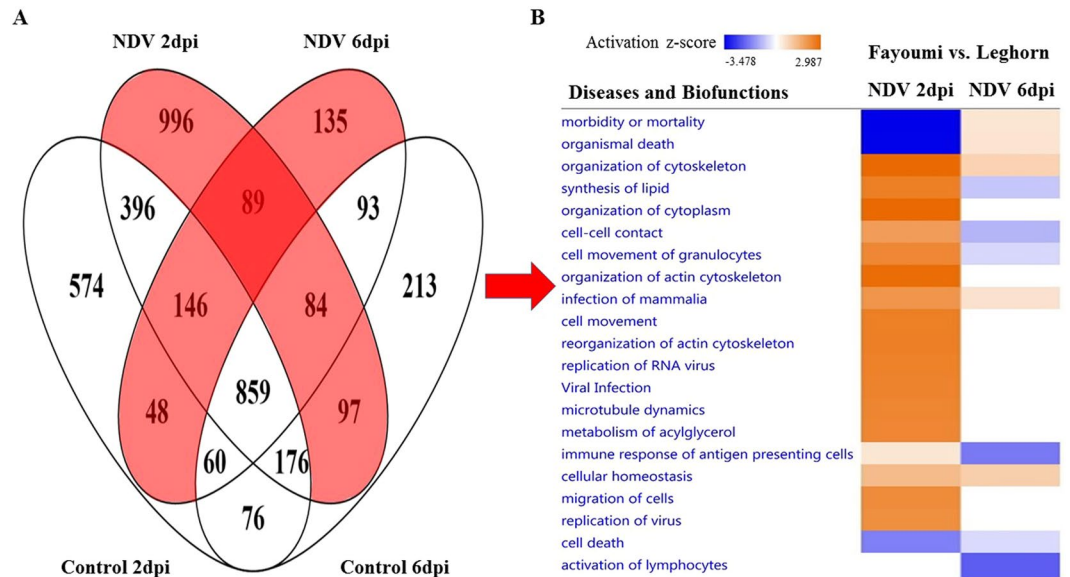 A
NDV 2dpi
NDV 6dpi
996
135
396
89
93
574
146
84
213
859
48
97
60
176
76
Control 2dpi
Control 6dpi
B
Activation z-score
-3.478
2.987
Fayoumi vs. Leghorn
Diseases and Biofunctions
NDV 2dpi
NDV 6dpi
morbidity or mortality
organismal death
organization of cytoskeleton
synthesis of lipid
organization of cytoplasm
cell-cell contact
cell movement of granulocytes
organization of actin cytoskeleton
infection of mammalia
cell movement
reorganization of actin cytoskeleton
replication of RNA virus
Viral Infection
microtubule dynamics
metabolism of acylglycerol
immune response of antigen presenting cells
cellular homeostasis
migration of cells
replication of virus
cell death
activation of lymphocytes